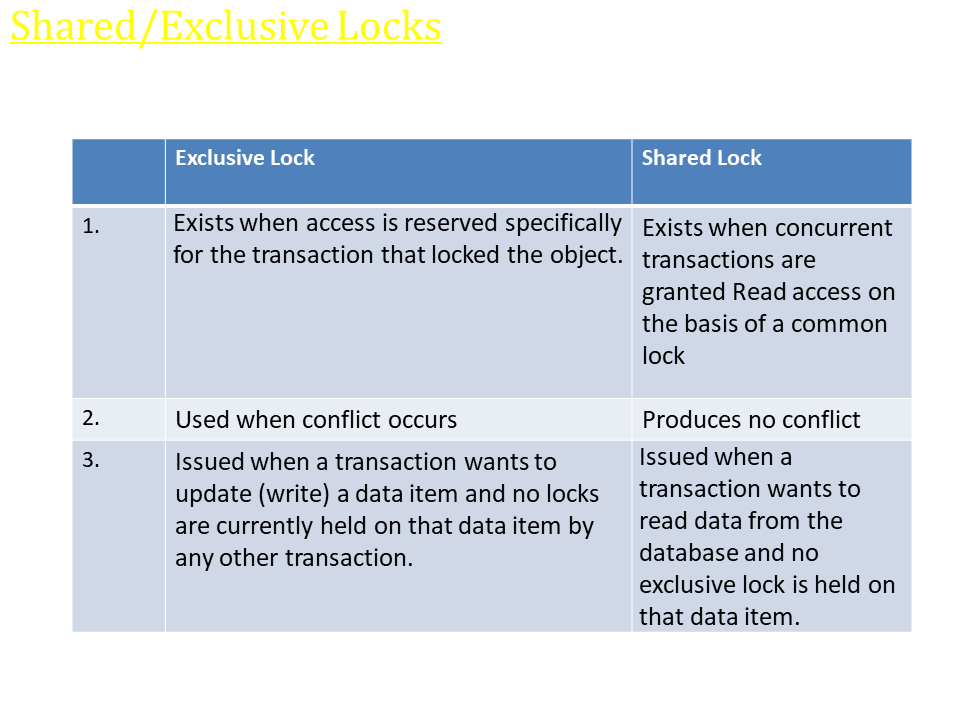 Shared/Exclusive Locks
Exclusive Lock
Shared Lock
1.
Exists when access is reserved specifically
for the transaction that locked the object.
Exists when concurrent
transactions are
granted Read access on
the basis of a common
lock
2.
Used when conflict occurs
Produces no conflict
3.
Issued when a transaction wants to
update (write) a data item and no locks
are currently held on that data item by
any other transaction.
Issued when a
transaction wants to
read data from the
database and no
exclusive lock is held on
that data item.